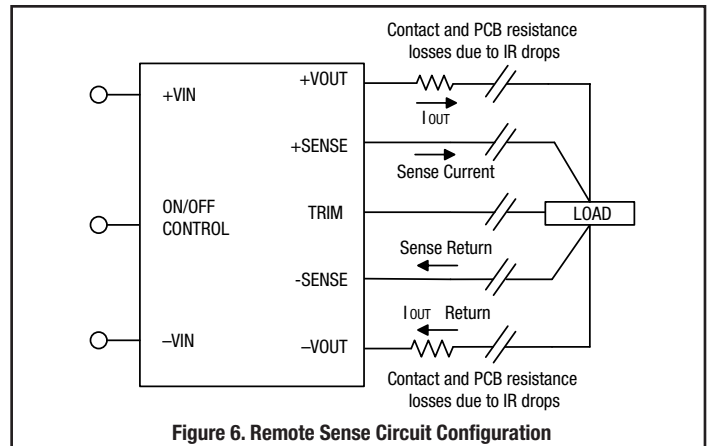 Contact and PCB resistance
losses due to IR drops
+VOUT
+VIN
IOUT
+SENSE
Sense Current
ON/OFF
CONTROL
TRIM
LOAD
Sense Return
-SENSE
IOUT Return
–VIN
–VOUT
Contact and PCB resistance
losses due to IR drops
Figure 6. Remote Sense Circuit Configuration